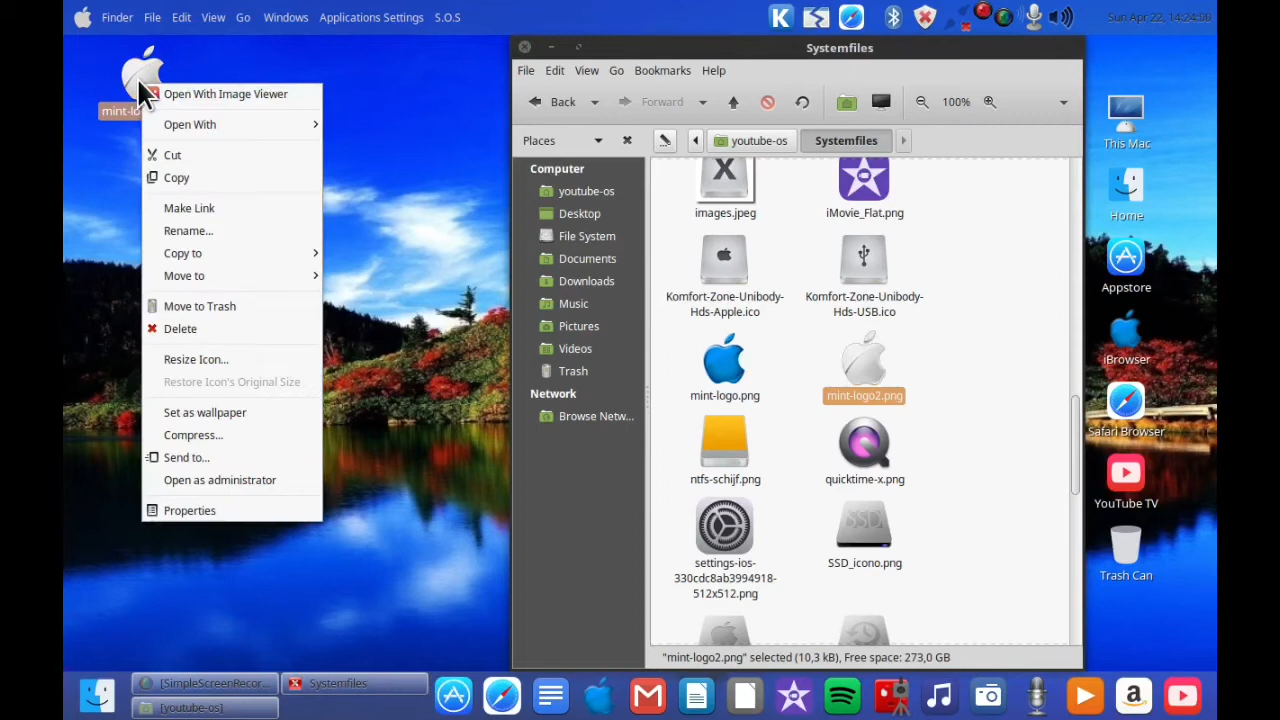 Finder File Edit View Go Windows Applications Settings S.O.S K Sun Apr 22, 14:24:00
mint-lo
Open With Image Viewer
Open With
Cut
Copy
Make Link
Rename...
Copy to
Move to
Move to Trash
Delete
Resize Icon...
Restore Icon's Original Size
Set as wallpaper
Compress...
Send to...
Open as administrator
Properties
Systemfiles
File Edit View Go Bookmarks Help
Back Forward 100%
Places youtube-os Systemfiles
Computer
youtube-os
Desktop
File System
Documents
Downloads
Music
Pictures
Videos
Trash
Network
Browse Netw...
X
images.jpeg iMovie_Flat.png
Komfort-Zone-Unibody-
Hds-Apple.ico
Komfort-Zone-Unibody-
Hds-USB.ico
mint-logo.png mint-logo2.png
ntfs-schijf.png quicktime-x.png
SSD
settings-ios-
330cdc8ab3994918-
512x512.png
SSD_icono.png
"mint-logo2.png" selected (10,3 kB), Free space: 273,0 GB
This Mac
Home
Appstore
iBrowser
Safari Browser
YouTube TV
Trash Can
[SimpleScreenRecor... Systemfiles
[youtube-os]